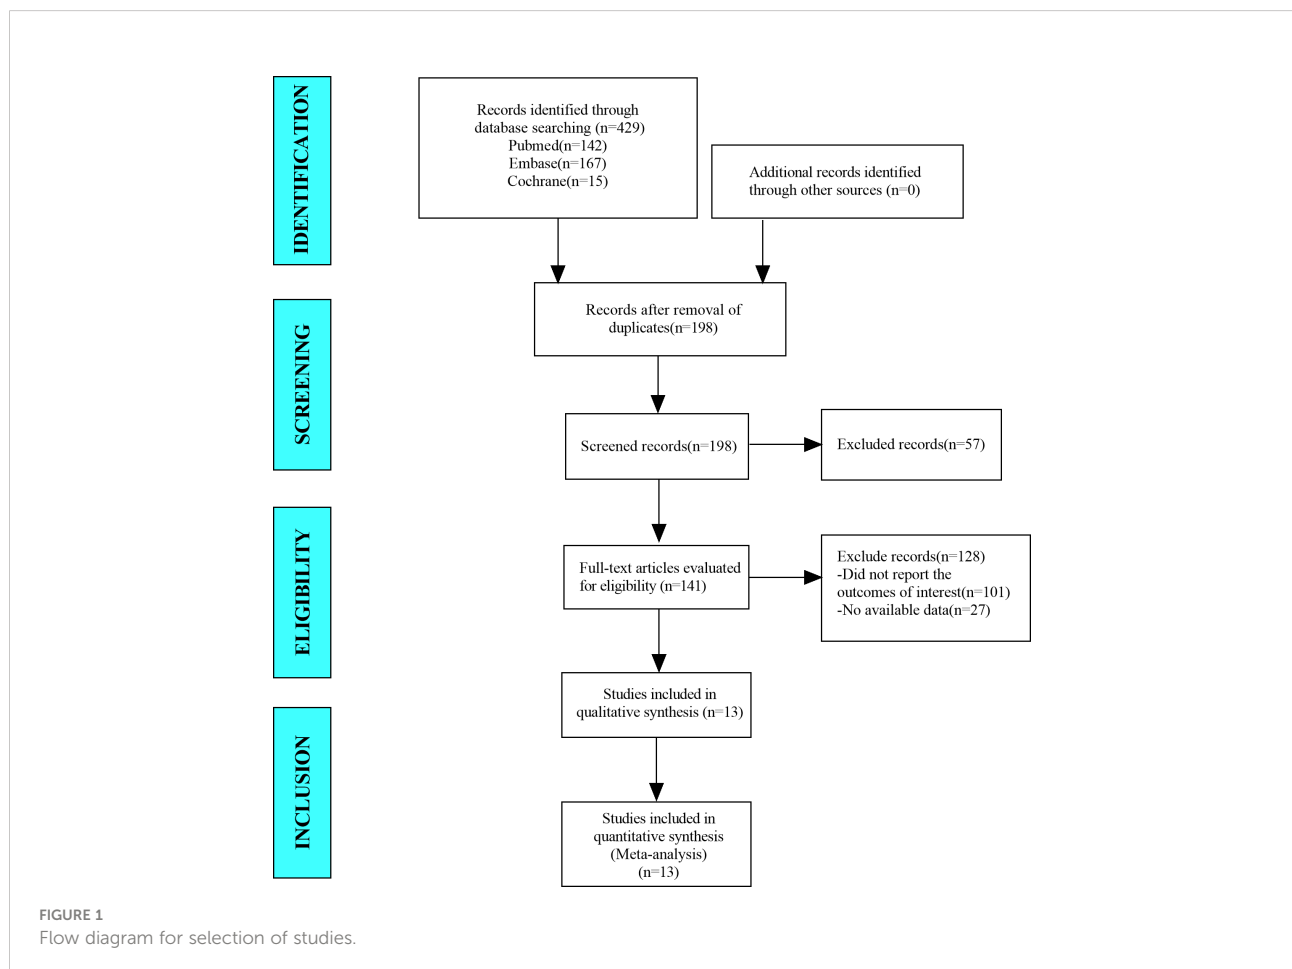 IDENTIFICATION
Records identified through
database searching (n=429)
Pubmed(n=142)
Embase(n=167)
Cochrane(n=15)
Additional records identified
through other sources (n=0)
SCREENING
Records after removal of
duplicates(n=198)
Screened records(n=198)
Excluded records(n=57)
ELIGIBILITY
Full-text articles evaluated
for eligibility (n=141)
Exclude records(n=128)
-Did not report the
outcomes of interest(n=101)
-No available data(n=27)
Studies included in
qualitative synthesis (n=13)
INCLUSION
Studies included in
quantitative synthesis
(Meta-analysis)
(n=13)
FIGURE 1
Flow diagram for selection of studies.